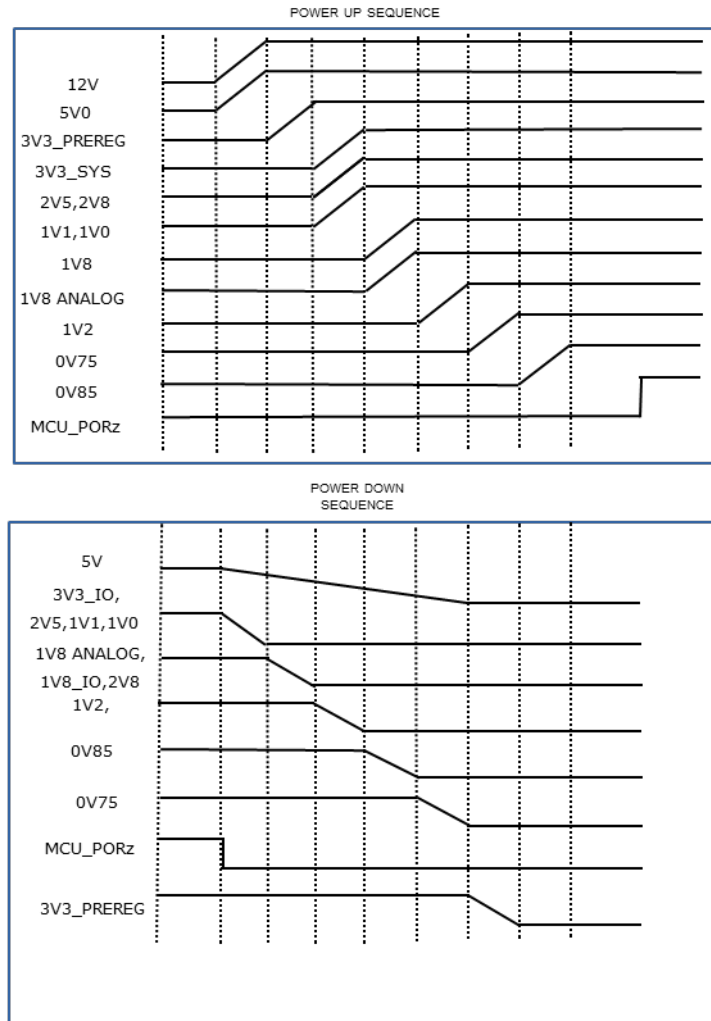 POWER UP SEQUENCE
12V
5V0
3V3_PREREG
3V3_SYS
2V5,2V8
1V1,1V0
1V8
1V8 ANALOG
1V2
0V75
0V85
MCU_PORz
POWER DOWN
SEQUENCE
5V
3V3_IO,
2V5,1V1,1V0
1V8 ANALOG,
1V8_IO,2V8
1V2,
0V85
0V75
MCU_PORz
3V3_PREREG